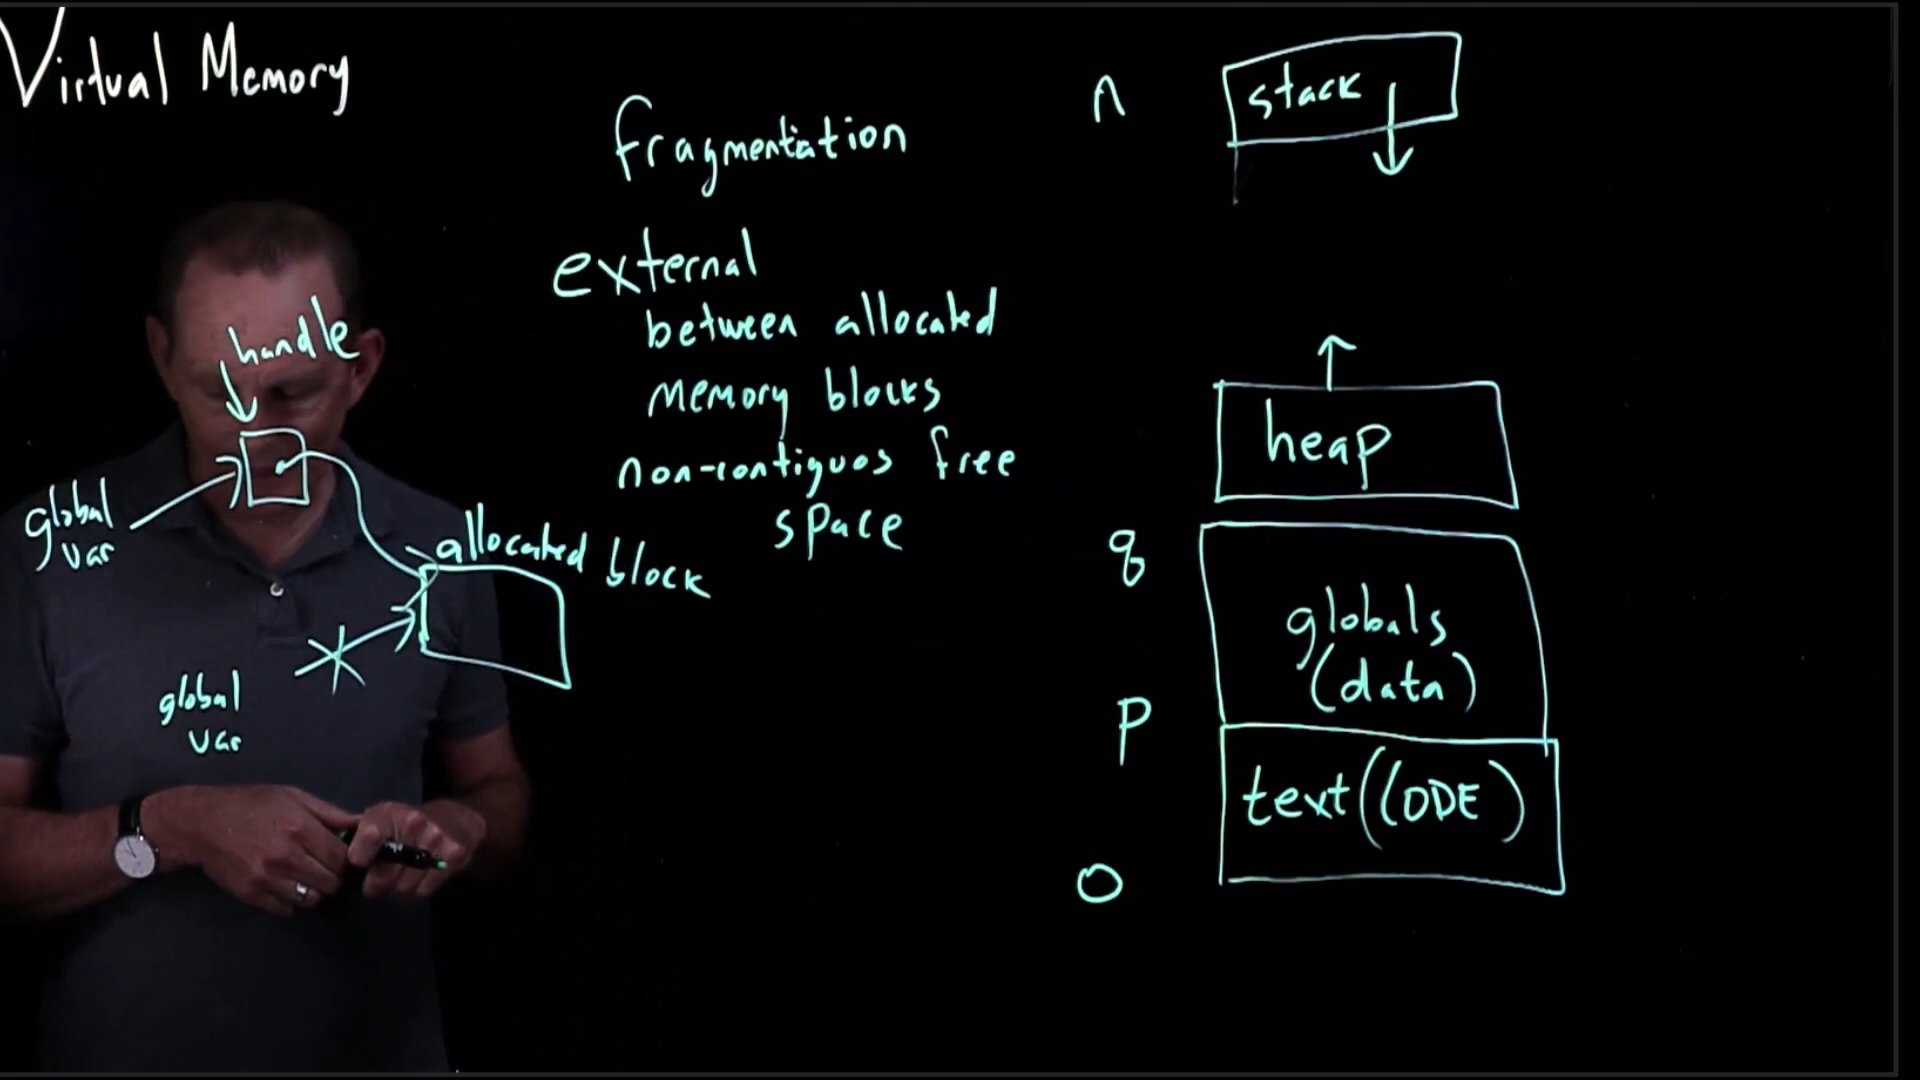 Virtual Memory
fragmentation
external
between allocated
memory blocks
non-contiguos free
space
handle
global
var
allocated block
global
var
n
stack
heap
q
globals
(data)
p
text (CODE)
0